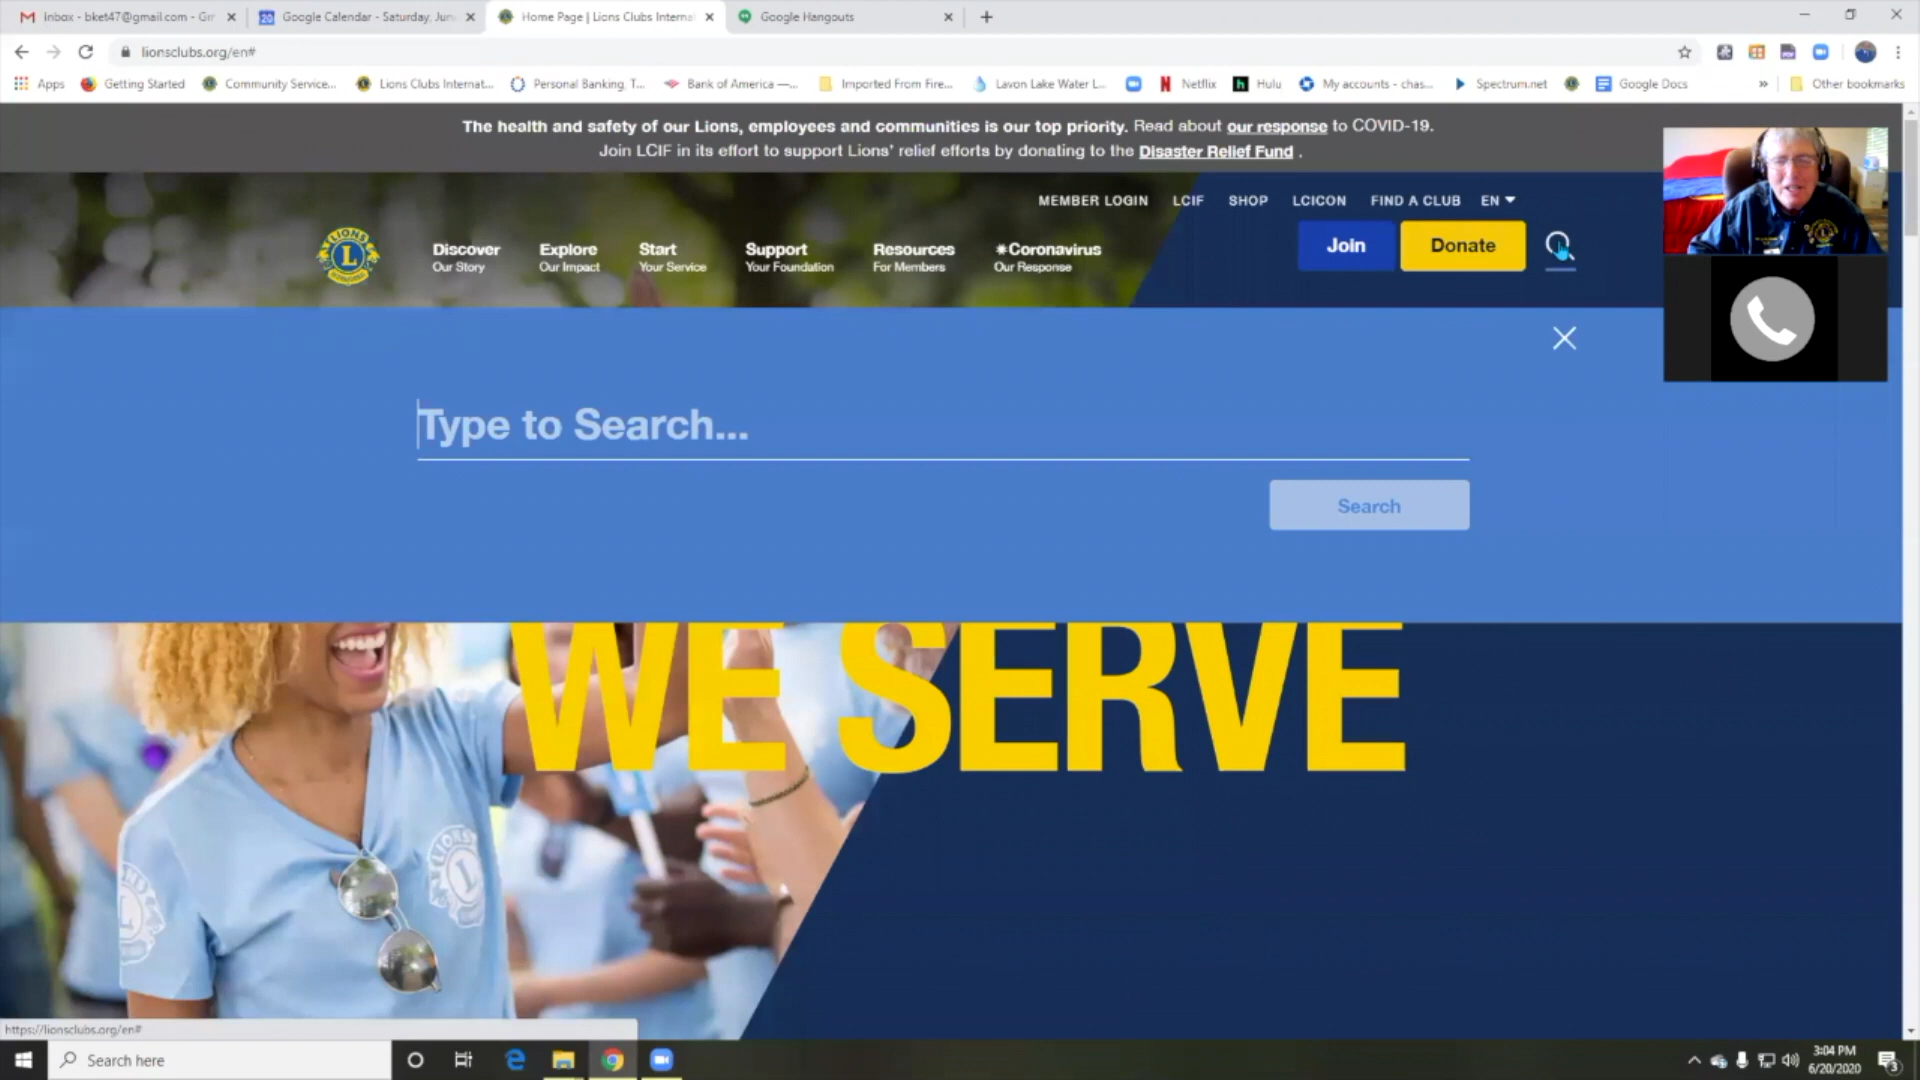 Inbox - bket47@gmail.com - Gm
Google Calendar - Saturday, Jun
Home Page | Lions Clubs Interna
Google Hangouts
lionsclubs.org/en#
Apps
Getting Started
Community Service...
Lions Clubs Internat...
Personal Banking, T...
Bank of America —...
Imported From Fire...
Lavon Lake Water L...
Netflix
Hulu
My accounts - chas...
Spectrum.net
Google Docs
Other bookmarks
The health and safety of our Lions, employees and communities is our top priority. Read about our response to COVID-19.
Join LCIF in its effort to support Lions' relief efforts by donating to the Disaster Relief Fund .
MEMBER LOGIN LCIF SHOP LCICON FIND A CLUB EN
LIONS
L
Discover
Our Story
Explore
Our Impact
Start
Your Service
Support
Your Foundation
Resources
For Members
✴Coronavirus
Our Response
Join
Donate
Type to Search...
Search
WE SERVE
LIONS
L
https://lionsclubs.org/en#
Search here
3:04 PM
6/20/2020
3